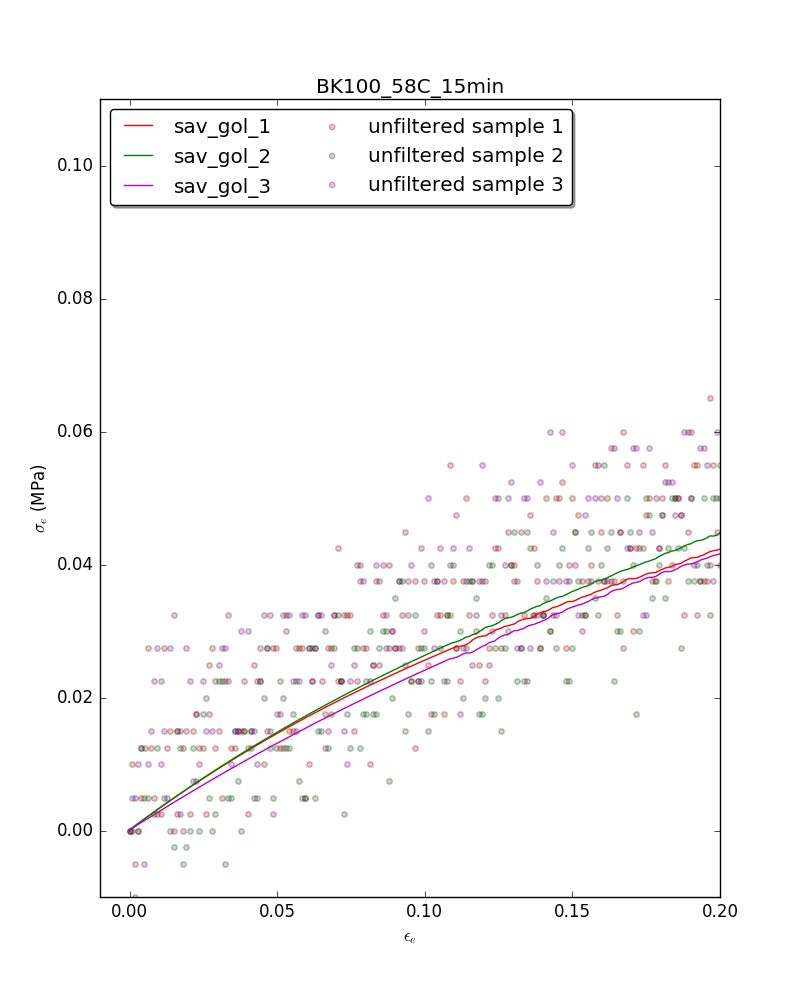 BK100_58C_15min
sav_gol_1
sav_gol_2
sav_gol_3
unfiltered sample 1
unfiltered sample 2
unfiltered sample 3
0.10
0.08
0.06
0.04
0.02
0.00
σₑ (MPa)
0.00 0.05 0.10 0.15 0.20
ϵₑ